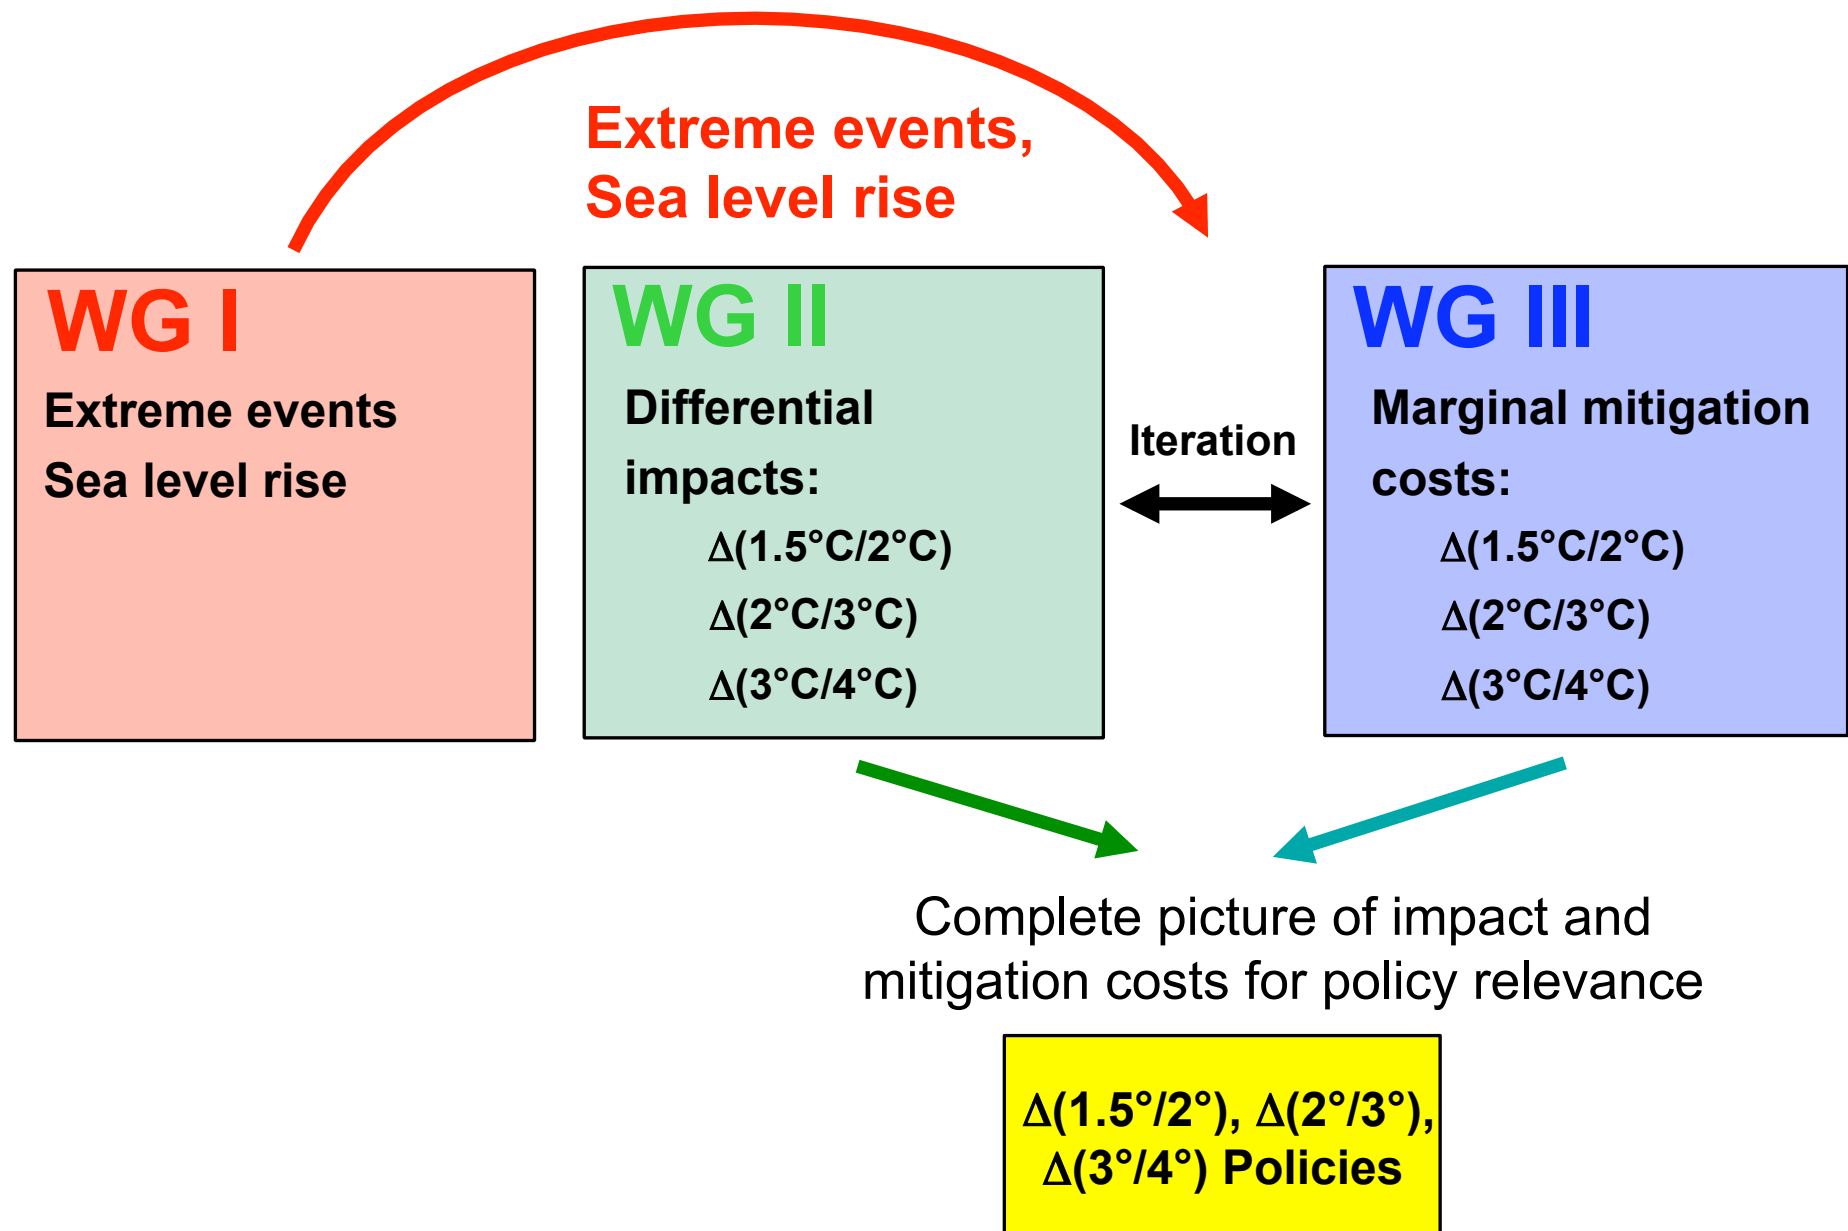 Extreme events,
Sea level rise
WG I
Extreme events
Sea level rise
WG II
Differential
impacts:
Δ(1.5°C/2°C)
Δ(2°C/3°C)
Δ(3°C/4°C)
Iteration
WG III
Marginal mitigation
costs:
Δ(1.5°C/2°C)
Δ(2°C/3°C)
Δ(3°C/4°C)
Complete picture of impact and
mitigation costs for policy relevance
Δ(1.5°/2°), Δ(2°/3°),
Δ(3°/4°) Policies